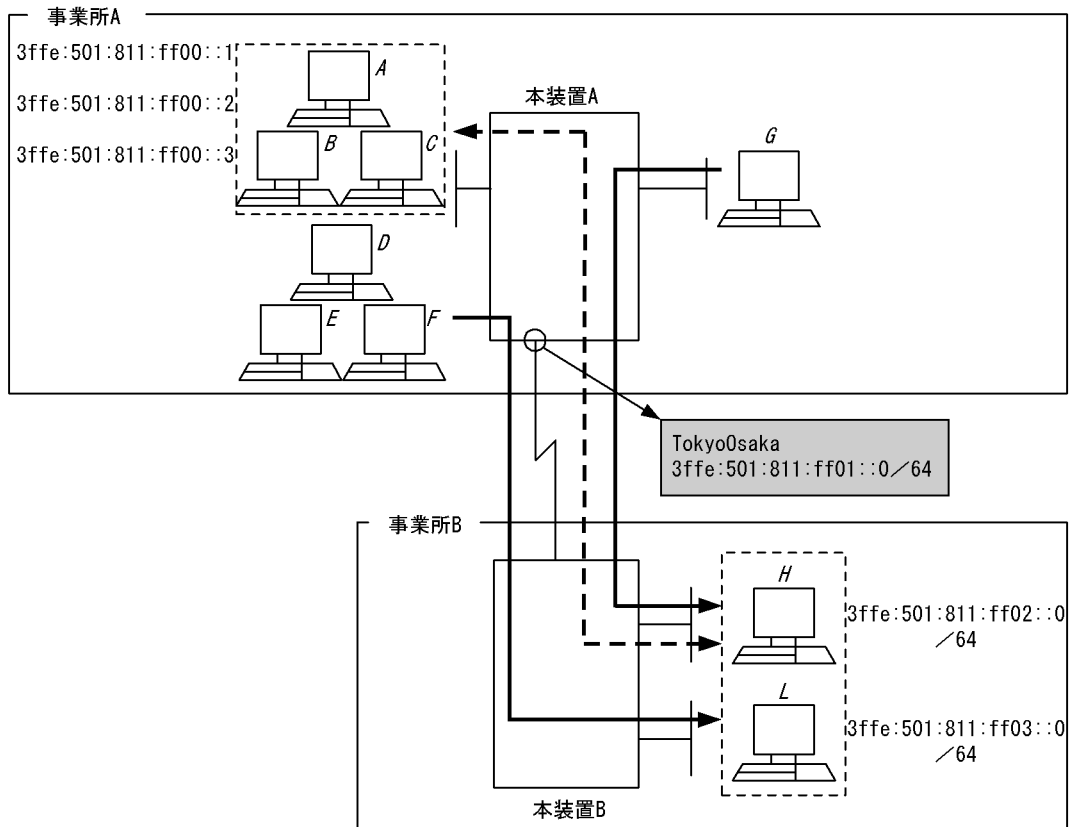 事業所A
3ffe:501:811:ff00::1
3ffe:501:811:ff00::2
3ffe:501:811:ff00::3
A
B
C
本装置A
G
D
E
F
TokyoOsaka
3ffe:501:811:ff01::0/64
事業所B
H
3ffe:501:811:ff02::0
/64
L
3ffe:501:811:ff03::0
/64
本装置B